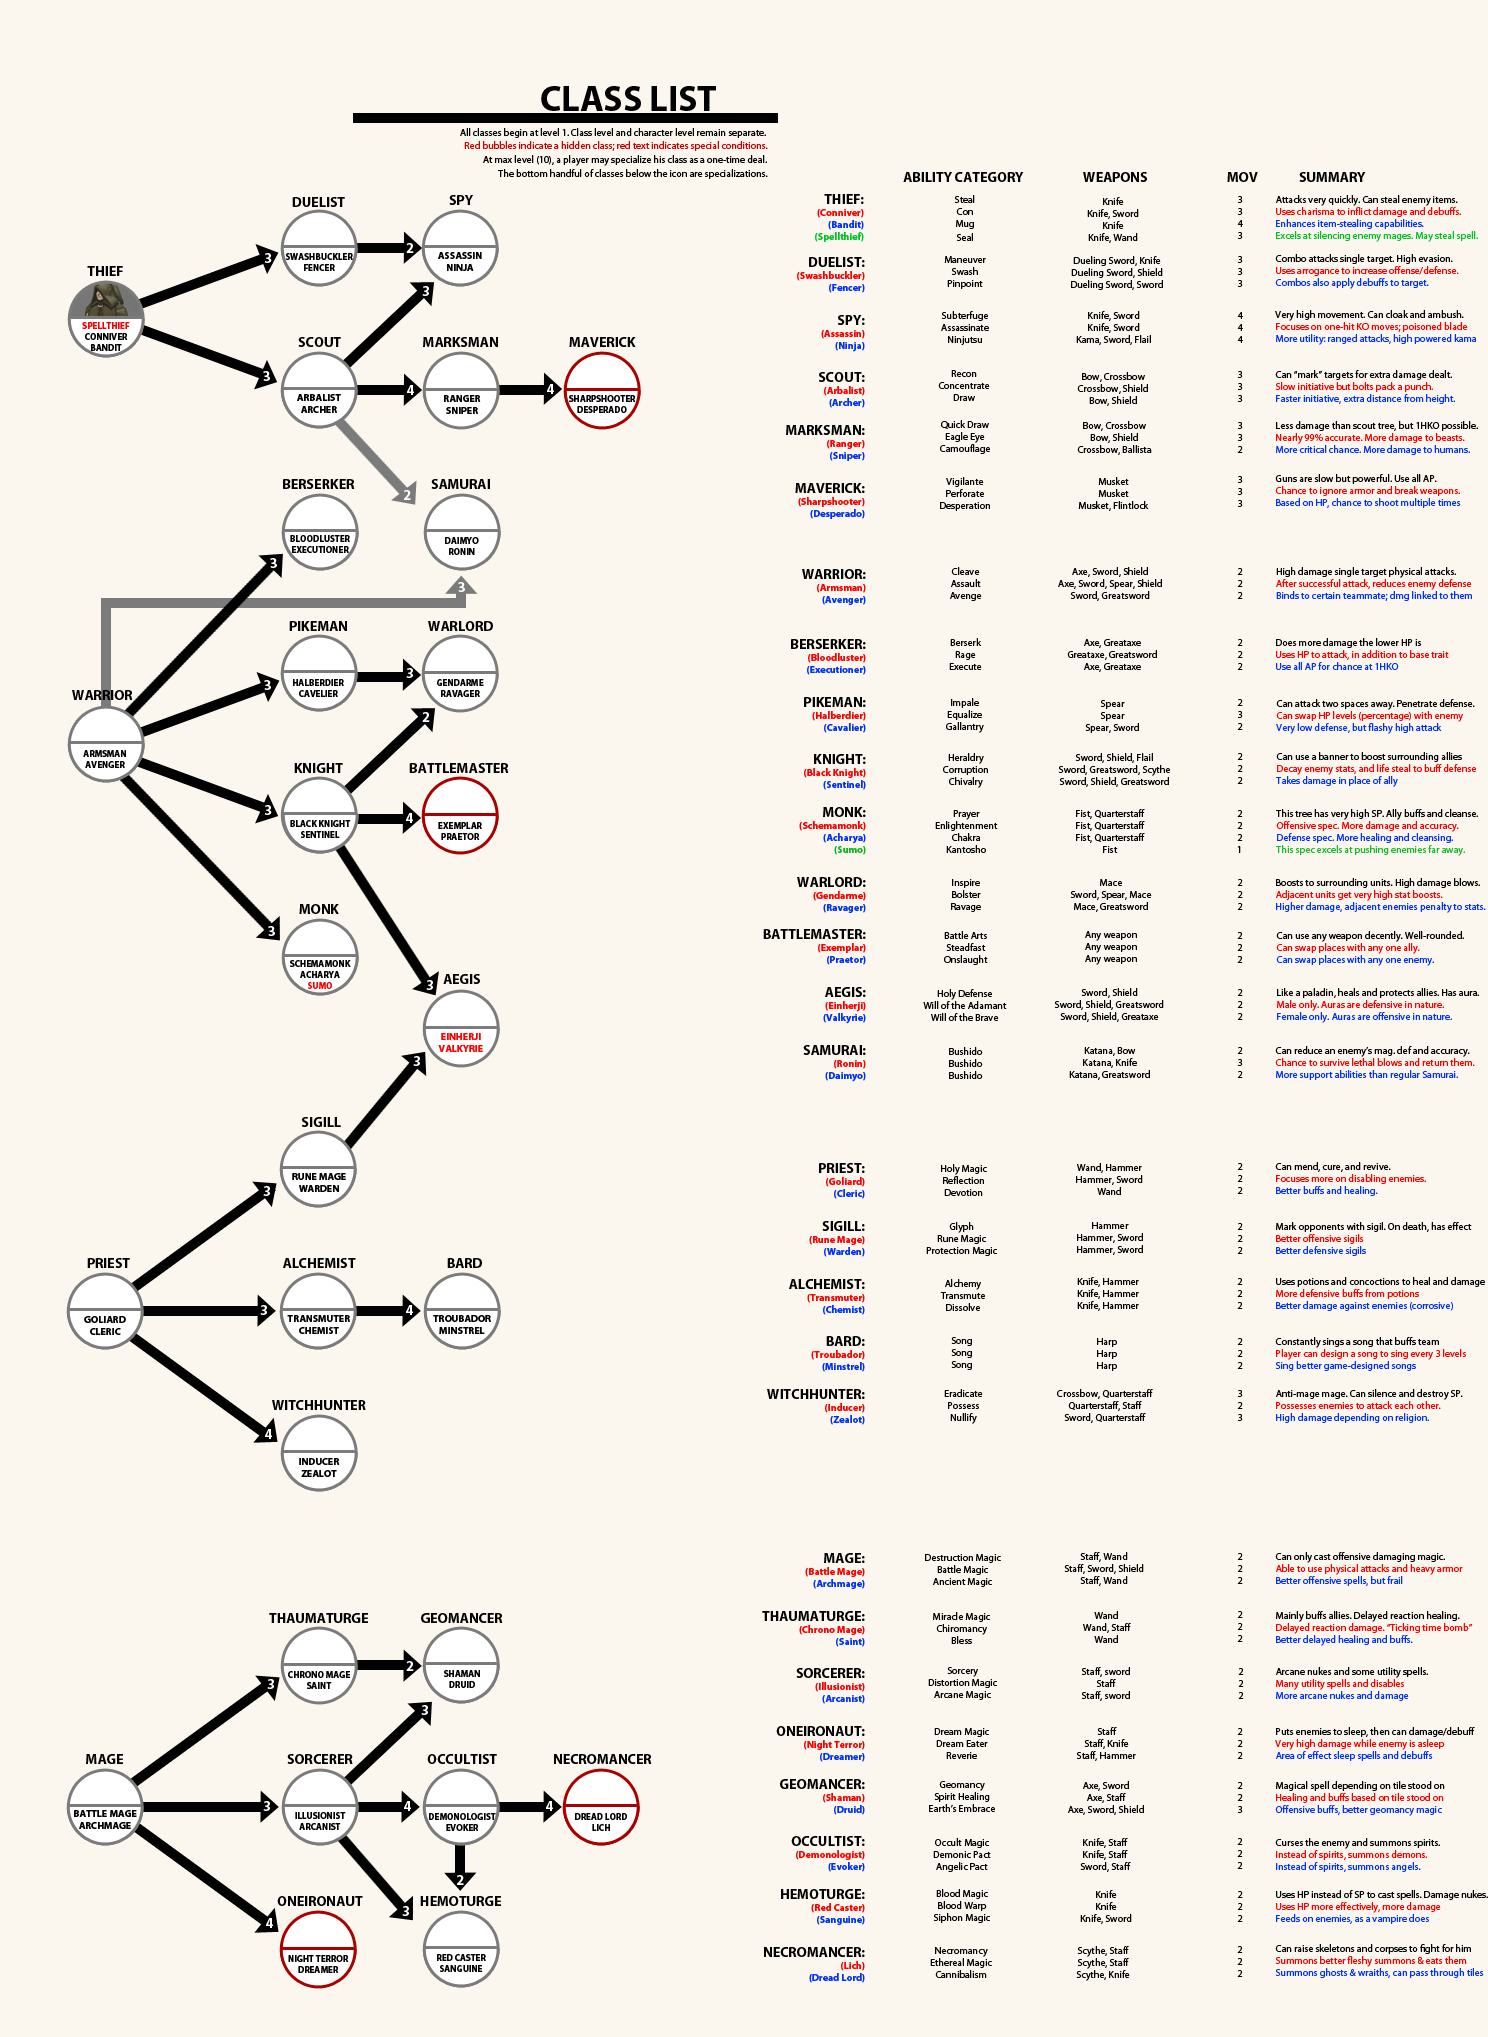 CLASS LIST
All classes begin at level 1. Class level and character level remain separate.
Red bubbles indicate a hidden class; red text indicates special conditions.
At max level (10), a player may specialize his class as a one-time deal.
The bottom handful of classes below the icon are specializations.
DUELIST
SWASHBUCKLER
FENCER
2
SPY
ASSASSIN
NINJA
3
THIEF
SPELLTHIEF
CONNIVER
BANDIT
3
3
SCOUT
ARBALIST
ARCHER
4
MARKSMAN
RANGER
SNIPER
4
MAVERICK
SHARPSHOOTER
DESPERADO
2
BERSERKER
BLOODLUSTER
EXECUTIONER
SAMURAI
DAIMYO
RONIN
3
3
PIKEMAN
HALBERDIER
CAVELIER
3
WARLORD
GENDARME
RAVAGER
3
2
WARRIOR
ARMSMAN
AVENGER
KNIGHT
BLACK KNIGHT
SENTINEL
3
4
BATTLEMASTER
EXEMPLAR
PRAETOR
MONK
SCHEMAMONK
ACHARYA
SUMO
3
3
AEGIS
EINHERJI
VALKYRIE
3
SIGILL
RUNE MAGE
WARDEN
3
PRIEST
GOLIARD
CLERIC
3
ALCHEMIST
TRANSMUTER
CHEMIST
4
BARD
TROUBADOR
MINSTREL
4
WITCHHUNTER
INDUCER
ZEALOT
THAUMATURGE
CHRONO MAGE
SAINT
2
GEOMANCER
SHAMAN
DRUID
3
3
MAGE
BATTLE MAGE
ARCHMAGE
3
SORCERER
ILLUSIONIST
ARCANIST
4
OCCULTIST
DEMONOLOGIST
EVOKER
4
NECROMANCER
DREAD LORD
LICH
2
4
ONEIRONAUT
NIGHT TERROR
DREAMER
3
HEMOTURGE
RED CASTER
SANGUINE
ABILITY CATEGORY WEAPONS MOV SUMMARY
THIEF: Steal Knife 3 Attacks very quickly. Can steal enemy items.
(Conniver) Con Knife, Sword 3 Uses charisma to inflict damage and debuffs.
(Bandit) Mug Knife 4 Enhances item-stealing capabilities.
(Spellthief) Seal Knife, Wand 3 Excels at silencing enemy mages. May steal spell.
DUELIST: Maneuver Dueling Sword, Knife 3 Combo attacks single target. High evasion.
(Swashbuckler) Swash Dueling Sword, Shield 3 Uses arrogance to increase offense/defense.
(Fencer) Pinpoint Dueling Sword, Sword 3 Combos also apply debuffs to target.
SPY: Subterfuge Knife, Sword 4 Very high movement. Can cloak and ambush.
(Assassin) Assassinate Knife, Sword 4 Focuses on one-hit KO moves; poisoned blade
(Ninja) Ninjutsu Kama, Sword, Flail 4 More utility: ranged attacks, high powered kama
SCOUT: Recon Bow, Crossbow 3 Can "mark" targets for extra damage dealt.
(Arbalist) Concentrate Crossbow, Shield 3 Slow initiative but bolts pack a punch.
(Archer) Draw Bow, Shield 3 Faster initiative, extra distance from height.
MARKSMAN: Quick Draw Bow, Crossbow 3 Less damage than scout tree, but 1HKO possible.
(Ranger) Eagle Eye Bow, Shield 3 Nearly 99% accurate. More damage to beasts.
(Sniper) Camouflage Crossbow, Ballista 2 More critical chance. More damage to humans.
MAVERICK: Vigilante Musket 3 Guns are slow but powerful. Use all AP.
(Sharpshooter) Perforate Musket 3 Chance to ignore armor and break weapons.
(Desperado) Desperation Musket, Flintlock 3 Based on HP, chance to shoot multiple times
WARRIOR: Cleave Axe, Sword, Shield 2 High damage single target physical attacks.
(Armsman) Assault Axe, Sword, Spear, Shield 2 After successful attack, reduces enemy defense
(Avenger) Avenge Sword, Greatsword 2 Binds to certain teammate; dmg linked to them
BERSERKER: Berserk Axe, Greataxe 2 Does more damage the lower HP is
(Bloodluster) Rage Greataxe, Greatsword 2 Uses HP to attack, in addition to base trait
(Executioner) Execute Axe, Greataxe 2 Use all AP for chance at 1HKO
PIKEMAN: Impale Spear 2 Can attack two spaces away. Penetrate defense.
(Halberdier) Equalize Spear 3 Can swap HP levels (percentage) with enemy
(Cavalier) Gallantry Spear, Sword 2 Very low defense, but flashy high attack
KNIGHT: Heraldry Sword, Shield, Flail 2 Can use a banner to boost surrounding allies
(Black Knight) Corruption Sword, Greatsword, Scythe 2 Decay enemy stats, and life steal to buff defense
(Sentinel) Chivalry Sword, Shield, Greatsword 2 Takes damage in place of ally
MONK: Prayer Fist, Quarterstaff 2 This tree has very high SP. Ally buffs and cleanse.
(Schemamonk) Enlightenment Fist, Quarterstaff 2 Offensive spec. More damage and accuracy.
(Acharya) Chakra Fist, Quarterstaff 2 Defense spec. More healing and cleansing.
(Sumo) Kantosho Fist 1 This spec excels at pushing enemies far away.
WARLORD: Inspire Mace 2 Boosts to surrounding units. High damage blows.
(Gendarme) Bolster Sword, Spear, Mace 2 Adjacent units get very high stat boosts.
(Ravager) Ravage Mace, Greatsword 2 Higher damage, adjacent enemies penalty to stats.
BATTLEMASTER: Battle Arts Any weapon 2 Can use any weapon decently. Well-rounded.
(Exemplar) Steadfast Any weapon 2 Can swap places with any one ally.
(Praetor) Onslaught Any weapon 2 Can swap places with any one enemy.
AEGIS: Holy Defense Sword, Shield 2 Like a paladin, heals and protects allies. Has aura.
(Einherji) Will of the Adamant Sword, Shield, Greatsword 2 Male only. Auras are defensive in nature.
(Valkyrie) Will of the Brave Sword, Shield, Greataxe 2 Female only. Auras are offensive in nature.
SAMURAI: Bushido Katana, Bow 2 Can reduce an enemy's mag. def and accuracy.
(Ronin) Bushido Katana, Knife 3 Chance to survive lethal blows and return them.
(Daimyo) Bushido Katana, Greatsword 2 More support abilities than regular Samurai.
PRIEST: Holy Magic Wand, Hammer 2 Can mend, cure, and revive.
(Goliard) Reflection Hammer, Sword 2 Focuses more on disabling enemies.
(Cleric) Devotion Wand 2 Better buffs and healing.
SIGILL: Glyph Hammer 2 Mark opponents with sigil. On death, has effect
(Rune Mage) Rune Magic Hammer, Sword 2 Better offensive sigils
(Warden) Protection Magic Hammer, Sword 2 Better defensive sigils
ALCHEMIST: Alchemy Knife, Hammer 2 Uses potions and concoctions to heal and damage
(Transmuter) Transmute Knife, Hammer 2 More defensive buffs from potions
(Chemist) Dissolve Knife, Hammer 2 Better damage against enemies (corrosive)
BARD: Song Harp 2 Constantly sings a song that buffs team
(Troubador) Song Harp 2 Player can design a song to sing every 3 levels
(Minstrel) Song Harp 2 Sing better game-designed songs
WITCHHUNTER: Eradicate Crossbow, Quarterstaff 3 Anti-mage mage. Can silence and destroy SP.
(Inducer) Possess Quarterstaff, Staff 2 Possesses enemies to attack each other.
(Zealot) Nullify Sword, Quarterstaff 3 High damage depending on religion.
MAGE: Destruction Magic Staff, Wand 2 Can only cast offensive damaging magic.
(Battle Mage) Battle Magic Staff, Sword, Shield 2 Able to use physical attacks and heavy armor
(Archmage) Ancient Magic Staff, Wand 2 Better offensive spells, but frail
THAUMATURGE: Miracle Magic Wand 2 Mainly buffs allies. Delayed reaction healing.
(Chrono Mage) Chiromancy Wand, Staff 2 Delayed reaction damage. "Ticking time bomb"
(Saint) Bless Wand 2 Better delayed healing and buffs.
SORCERER: Sorcery Staff, sword 2 Arcane nukes and some utility spells.
(Illusionist) Distortion Magic Staff 2 Many utility spells and disables
(Arcanist) Arcane Magic Staff, sword 2 More arcane nukes and damage
ONEIRONAUT: Dream Magic Staff 2 Puts enemies to sleep, then can damage/debuff
(Night Terror) Dream Eater Staff, Knife 2 Very high damage while enemy is asleep
(Dreamer) Reverie Staff, Hammer 2 Area of effect sleep spells and debuffs
GEOMANCER: Geomancy Axe, Sword 2 Magical spell depending on tile stood on
(Shaman) Spirit Healing Axe, Staff 2 Healing and buffs based on tile stood on
(Druid) Earth's Embrace Axe, Sword, Shield 3 Offensive buffs, better geomancy magic
OCCULTIST: Occult Magic Knife, Staff 2 Curses the enemy and summons spirits.
(Demonologist) Demonic Pact Knife, Staff 2 Instead of spirits, summons demons.
(Evoker) Angelic Pact Sword, Staff 2 Instead of spirits, summons angels.
HEMOTURGE: Blood Magic Knife 2 Uses HP instead of SP to cast spells. Damage nukes.
(Red Caster) Blood Warp Knife 2 Uses HP more effectively, more damage
(Sanguine) Siphon Magic Knife, Sword 2 Feeds on enemies, as a vampire does
NECROMANCER: Necromancy Scythe, Staff 2 Can raise skeletons and corpses to fight for him
(Lich) Ethereal Magic Scythe, Staff 2 Summons better fleshy summons & eats them
(Dread Lord) Cannibalism Scythe, Knife 2 Summons ghosts & wraiths, can pass through tiles